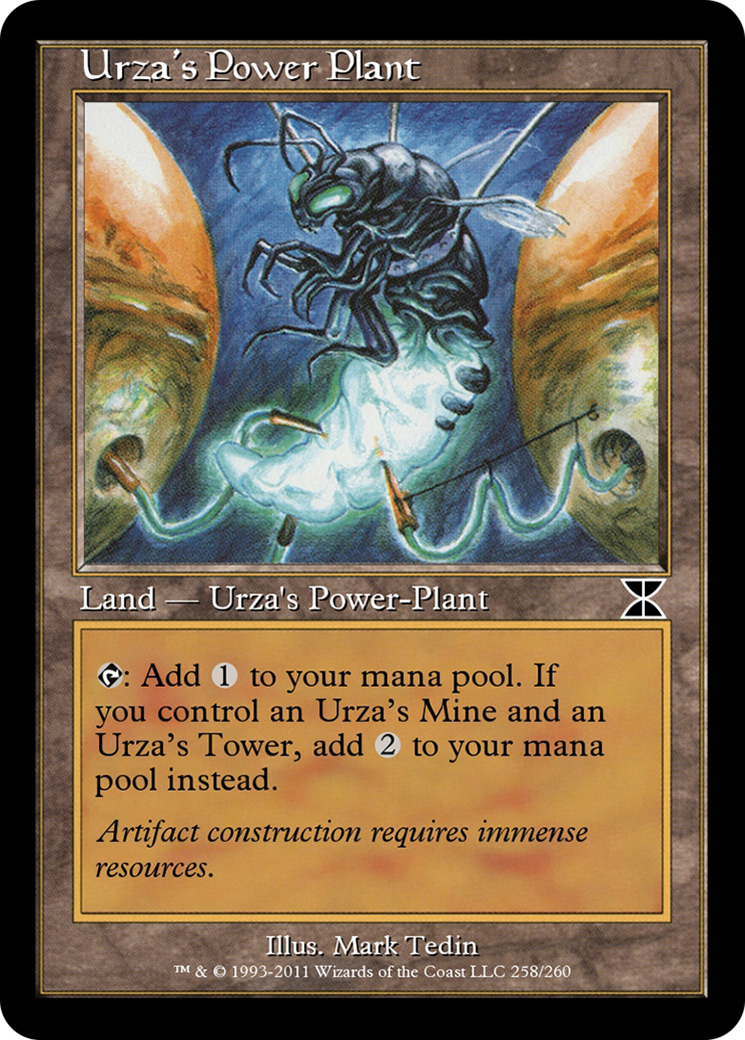 Urza's Power Plant
Land — Urza's Power-Plant
: Add 1 to your mana pool. If
you control an Urza's Mine and an
Urza's Tower, add 2 to your mana
pool instead.
Artifact construction requires immense
resources.
Illus. Mark Tedin
™ & © 1993-2011 Wizards of the Coast LLC 258/260